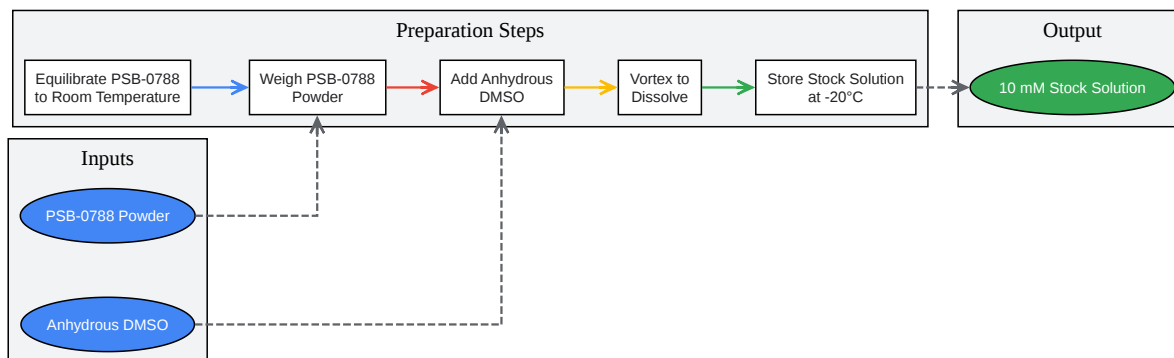 Preparation Steps
Equilibrate PSB-0788
to Room Temperature
Weigh PSB-0788
Powder
Add Anhydrous
DMSO
Vortex to
Dissolve
Store Stock Solution
at -20°C
Output
10 mM Stock Solution
Inputs
PSB-0788 Powder
Anhydrous DMSO